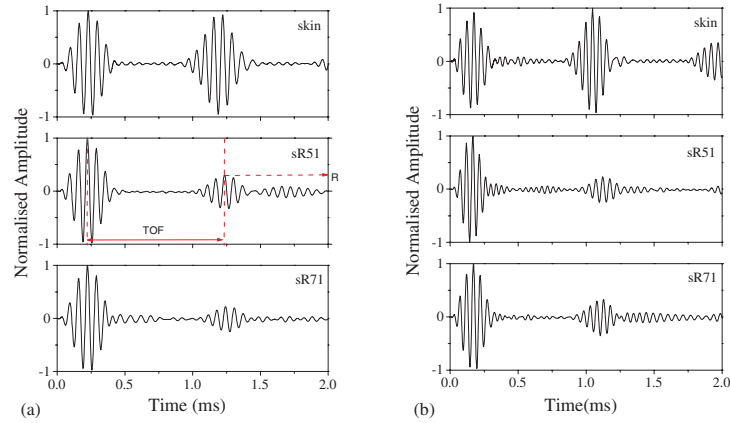 Normalised Amplitude
1
0
-1
skin
1
0
-1
sR51
R
TOF
1
0
-1
sR71
0.0 0.5 1.0 1.5 2.0
Time (ms)
(a)
Normalised Amplitude
1
0
-1
skin
1
0
-1
sR51
1
0
-1
sR71
0.0 0.5 1.0 1.5 2.0
Time(ms)
(b)